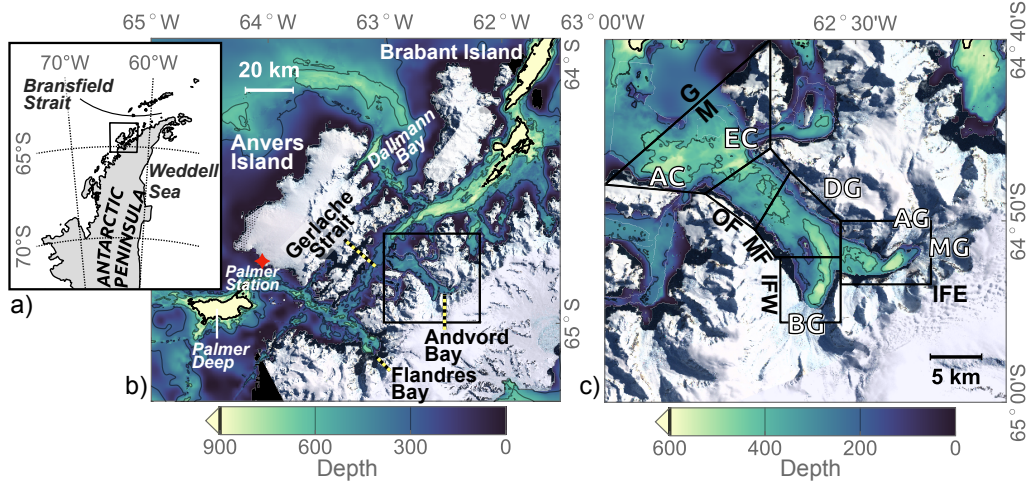 65°W
64°W
63°W
62°W
63°00'W
62°30'W
70°W
60°W
Bransfield
Strait
65°S
70°S
Weddell
Sea
ANTARCTIC
PENINSULA
a)
20 km
Brabant Island
64°S
65°S
Dallmann
Bay
Anvers
Island
Gerlache
Strait
Palmer
Station
Palmer
Deep
Andvord
Bay
Flandres
Bay
b)
900
600
300
0
Depth
GM
EC
AC
DG
OF
MF
AG
MG
IFW
IFE
BG
5 km
c)
64°40'S
64°50'S
65°00'S
600
400
200
0
Depth